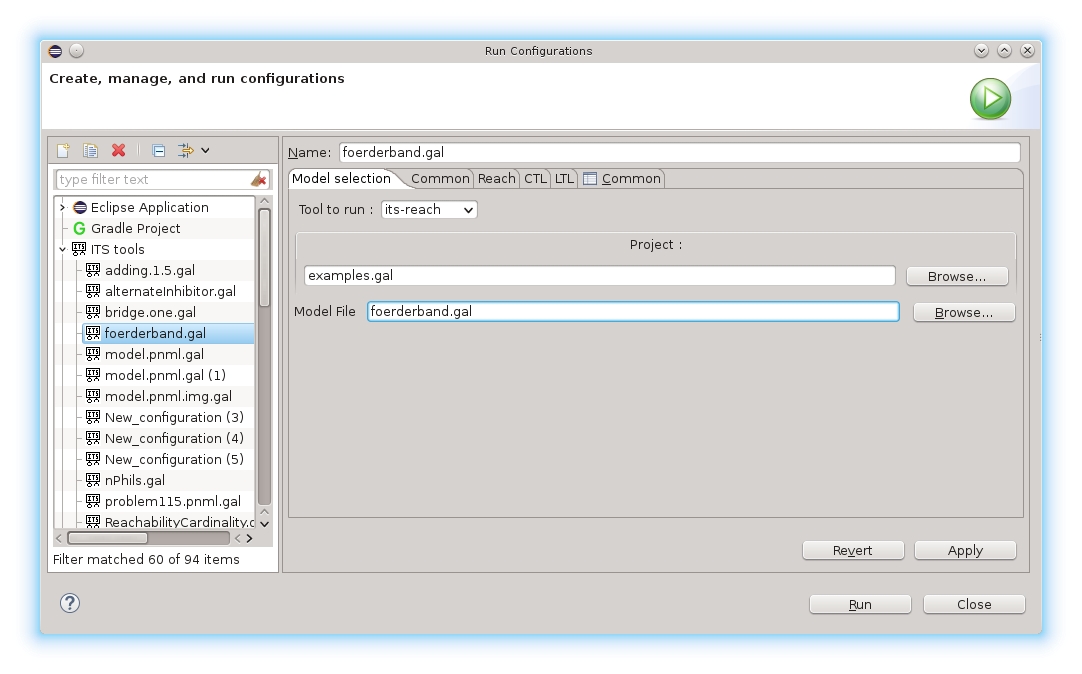 Run Configurations
Create, manage, and run configurations
type filter text
Eclipse Application
G Gradle Project
ITS tools
adding.1.5.gal
alternateInhibitor.gal
bridge.one.gal
foerderband.gal
model.pnml.gal
model.pnml.gal (1)
model.pnml.img.gal
New_configuration (3)
New_configuration (4)
New_configuration (5)
nPhils.gal
problem115.pnml.gal
ReachabilityCardinality.
Filter matched 60 of 94 items
Name: foerderband.gal
Model selection Common Reach CTL LTL Common
Tool to run : its-reach
Project :
examples.gal Browse...
Model File foerderband.gal Browse...
Revert Apply
? Run Close